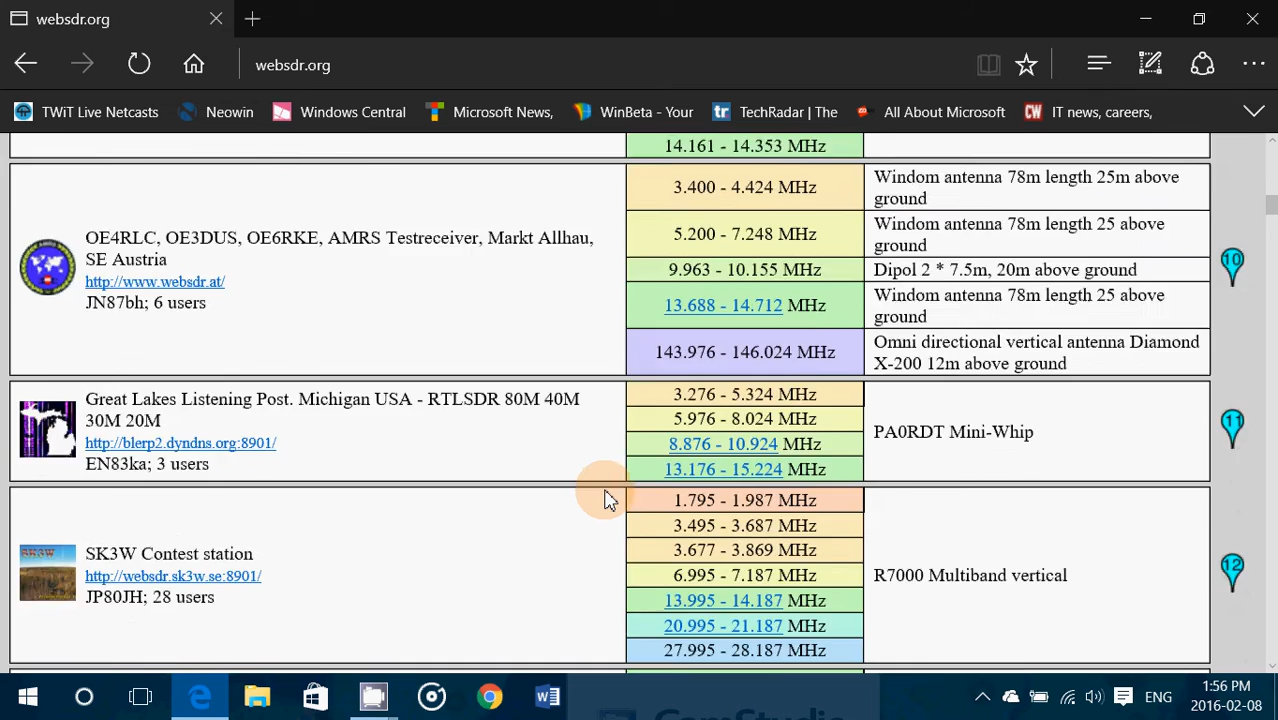 websdr.org
websdr.org
TWiT Live Netcasts
Neowin
Windows Central
Microsoft News,
WinBeta - Your
tr
TechRadar | The
All About Microsoft
CW
IT news, careers,
14.161 - 14.353 MHz
OE4RLC, OE3DUS, OE6RKE, AMRS Testreceiver, Markt Allhau,
SE Austria
http://www.websdr.at/
JN87bh; 6 users
3.400 - 4.424 MHz
Windom antenna 78m length 25m above
ground
5.200 - 7.248 MHz
Windom antenna 78m length 25 above
ground
9.963 - 10.155 MHz
Dipol 2 * 7.5m, 20m above ground
13.688 - 14.712 MHz
Windom antenna 78m length 25 above
ground
143.976 - 146.024 MHz
Omni directional vertical antenna Diamond
X-200 12m above ground
10
Great Lakes Listening Post. Michigan USA - RTLSDR 80M 40M
30M 20M
http://blerp2.dyndns.org:8901/
EN83ka; 3 users
3.276 - 5.324 MHz
5.976 - 8.024 MHz
8.876 - 10.924 MHz
13.176 - 15.224 MHz
PA0RDT Mini-Whip
11
SK3W
SK3W Contest station
http://websdr.sk3w.se:8901/
JP80JH; 28 users
1.795 - 1.987 MHz
3.495 - 3.687 MHz
3.677 - 3.869 MHz
6.995 - 7.187 MHz
13.995 - 14.187 MHz
20.995 - 21.187 MHz
27.995 - 28.187 MHz
R7000 Multiband vertical
12
CamStudio
ENG
1:56 PM
2016-02-08